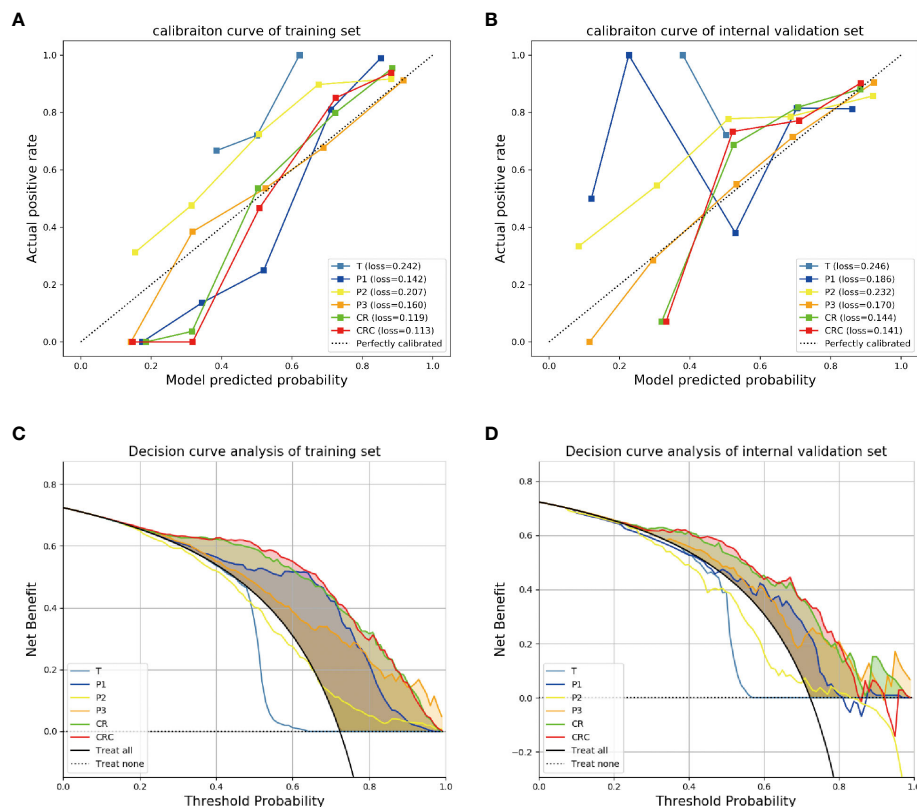 A
calibraiton curve of training set
1.0
0.8
0.6
0.4
0.2
0.0
Actual positive rate
T (loss=0.242)
P1 (loss=0.142)
P2 (loss=0.207)
P3 (loss=0.160)
CR (loss=0.119)
CRC (loss=0.113)
Perfectly calibrated
0.0 0.2 0.4 0.6 0.8 1.0
Model predicted probability
B
calibraiton curve of internal validation set
1.0
0.8
0.6
0.4
0.2
0.0
Actual positive rate
T (loss=0.246)
P1 (loss=0.186)
P2 (loss=0.232)
P3 (loss=0.170)
CR (loss=0.144)
CRC (loss=0.141)
Perfectly calibrated
0.0 0.2 0.4 0.6 0.8 1.0
Model predicted probability
C
Decision curve analysis of training set
0.8
0.6
0.4
0.2
0.0
Net Benefit
T
P1
P2
P3
CR
CRC
Treat all
Treat none
0.0 0.2 0.4 0.6 0.8 1.0
Threshold Probability
D
Decision curve analysis of internal validation set
0.8
0.6
0.4
0.2
0.0
−0.2
Net Benefit
T
P1
P2
P3
CR
CRC
Treat all
Treat none
0.0 0.2 0.4 0.6 0.8 1.0
Threshold Probability